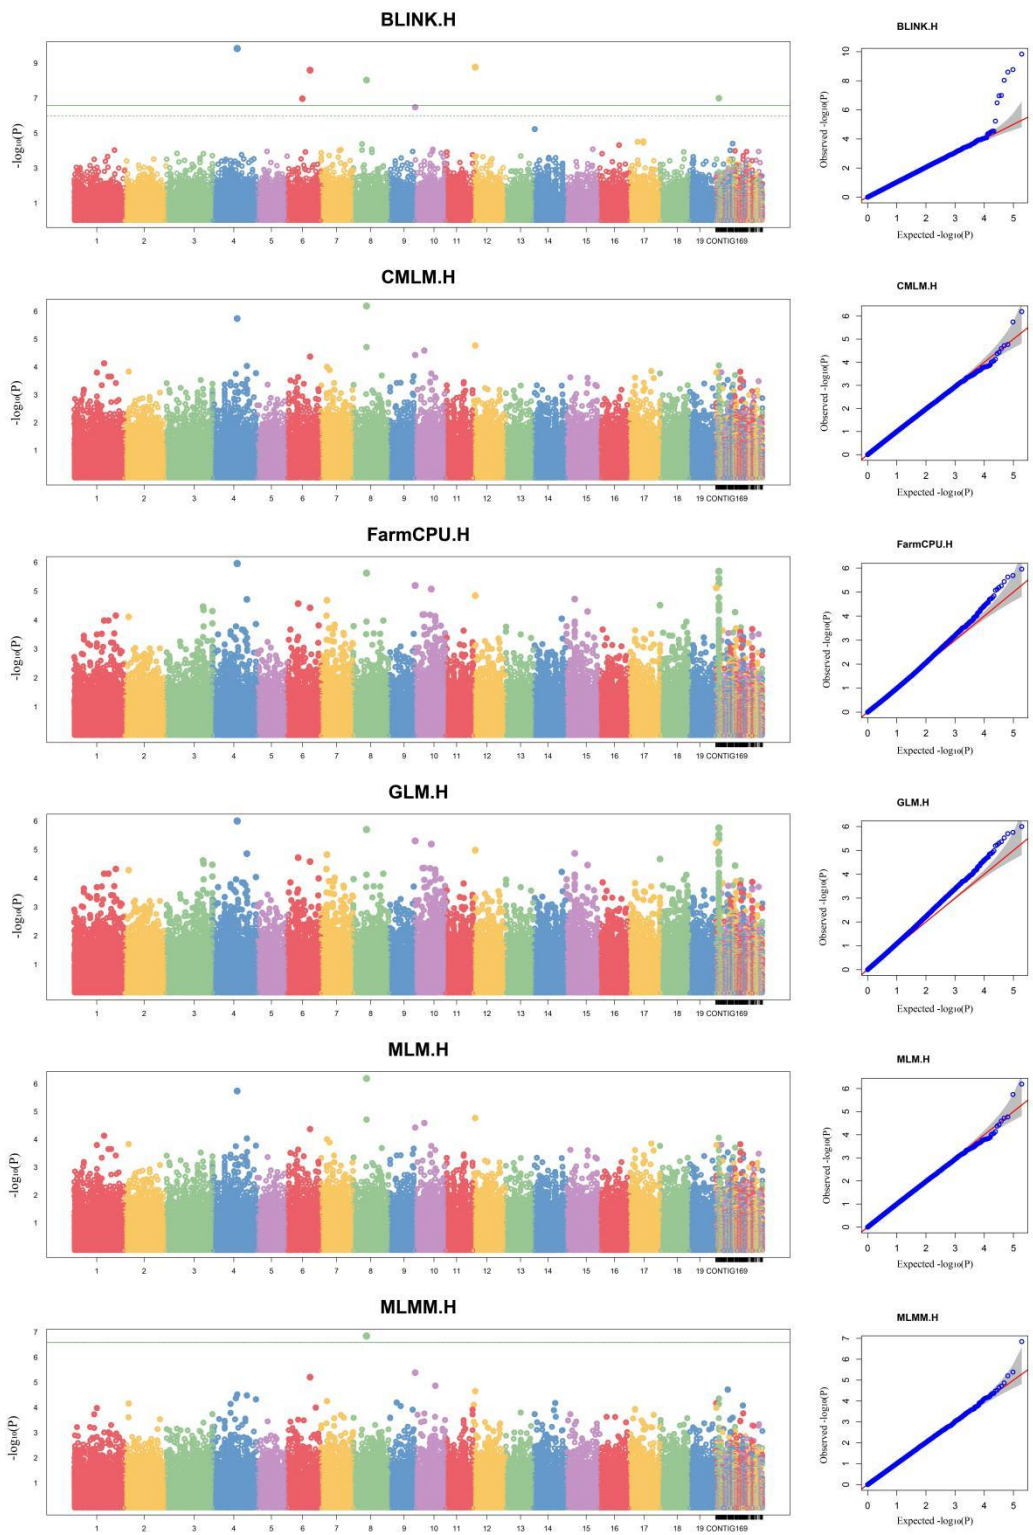 BLINK.H
BLINK.H
9
7
5
3
1
-log₁₀(P)
1 2 3 4 5 6 7 8 9 10 11 12 13 14 15 16 17 18 19 CONTIG169
10
8
6
4
2
0
Observed -log₁₀(P)
0 1 2 3 4 5
Expected -log₁₀(P)
CMLM.H
CMLM.H
6
5
4
3
2
1
-log₁₀(P)
1 2 3 4 5 6 7 8 9 10 11 12 13 14 15 16 17 18 19 CONTIG169
6
5
4
3
2
1
0
Observed -log₁₀(P)
0 1 2 3 4 5
Expected -log₁₀(P)
FarmCPU.H
FarmCPU.H
6
5
4
3
2
1
-log₁₀(P)
1 2 3 4 5 6 7 8 9 10 11 12 13 14 15 16 17 18 19 CONTIG169
6
5
4
3
2
1
0
Observed -log₁₀(P)
0 1 2 3 4 5
Expected -log₁₀(P)
GLM.H
GLM.H
6
5
4
3
2
1
-log₁₀(P)
1 2 3 4 5 6 7 8 9 10 11 12 13 14 15 16 17 18 19 CONTIG169
6
5
4
3
2
1
0
Observed -log₁₀(P)
0 1 2 3 4 5
Expected -log₁₀(P)
MLM.H
MLM.H
6
5
4
3
2
1
-log₁₀(P)
1 2 3 4 5 6 7 8 9 10 11 12 13 14 15 16 17 18 19 CONTIG169
6
5
4
3
2
1
0
Observed -log₁₀(P)
0 1 2 3 4 5
Expected -log₁₀(P)
MLMM.H
MLMM.H
7
6
5
4
3
2
1
-log₁₀(P)
1 2 3 4 5 6 7 8 9 10 11 12 13 14 15 16 17 18 19 CONTIG169
7
6
5
4
3
2
1
0
Observed -log₁₀(P)
0 1 2 3 4 5
Expected -log₁₀(P)